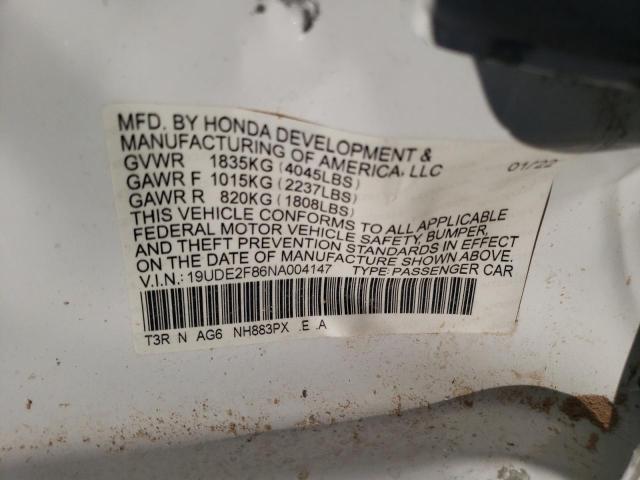 MFD. BY HONDA DEVELOPMENT &
MANUFACTURING OF AMERICA, LLC
GVWR 1835KG (4045LBS) 01/22
GAWR F 1015KG (2237LBS)
GAWR R 820KG (1808LBS)
THIS VEHICLE CONFORMS TO ALL APPLICABLE
FEDERAL MOTOR VEHICLE SAFETY, BUMPER,
AND THEFT PREVENTION STANDARDS IN EFFECT
ON THE DATE OF MANUFACTURE SHOWN ABOVE.
V.I.N.: 19UDE2F86NA004147 TYPE: PASSENGER CAR
T3R N AG6 NH883PX .E .A